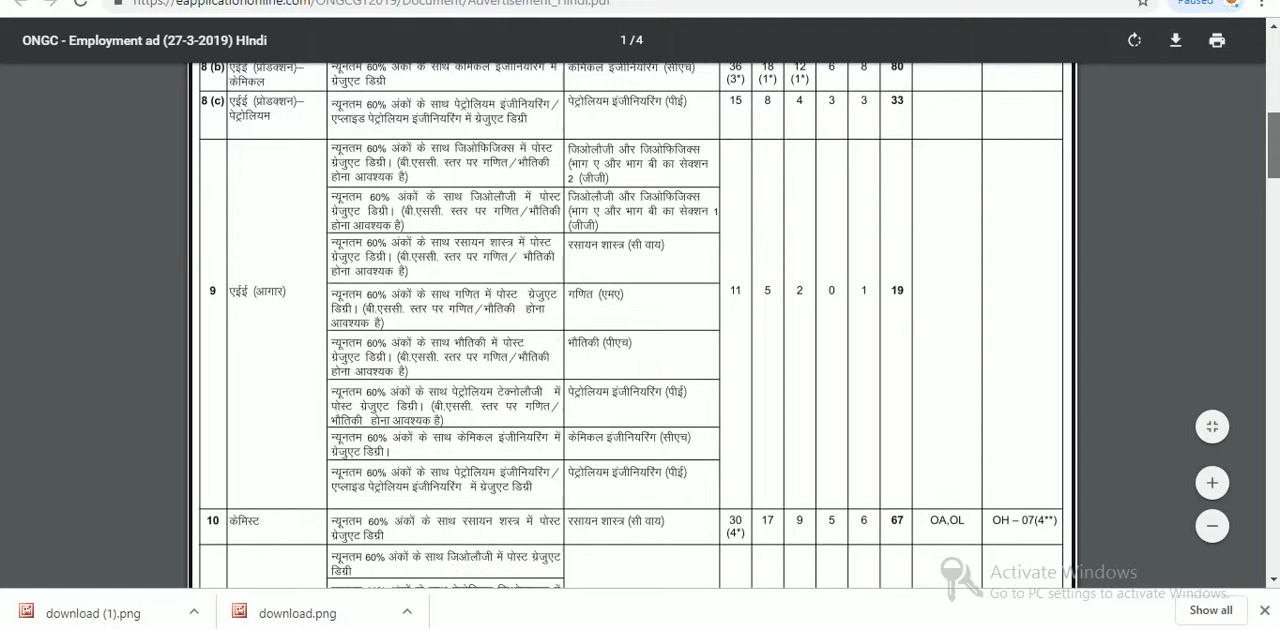 https://eapplicationonline.com/ONGCGT2019/Document/Advertisement_Hindi.pdf
Paused
ONGC - Employment ad (27-3-2019) HIndi
1 / 4
8 (b) एईई (प्रोडक्शन)– न्यूनतम 60% अंकों के साथ केमिकल इंजीनियरिंग में केमिकल इंजीनियरिंग (सीएच) 36 18 12 6 8 80
केमिकल ग्रेजुएट डिग्री (3*) (1*) (1*)
8 (c) एईई (प्रोडक्शन)– न्यूनतम 60% अंकों के साथ पेट्रोलियम इंजीनियरिंग/ पेट्रोलियम इंजीनियरिंग (पीई) 15 8 4 3 3 33
पेट्रोलियम एप्लाइड पेट्रोलियम इंजीनियरिंग में ग्रेजुएट डिग्री
न्यूनतम 60% अंकों के साथ जिओफिजिक्स में पोस्ट जिओलौजी और जिओफिजिक्स
ग्रेजुएट डिग्री। (बी.एससी. स्तर पर गणित/भौतिकी (भाग ए और भाग बी का सेक्शन
होना आवश्यक है) 2 (जीजी)
न्यूनतम 60% अंकों के साथ जिओलौजी में पोस्ट जिओलौजी और जिओफिजिक्स
ग्रेजुएट डिग्री। (बी.एससी. स्तर पर गणित/भौतिकी (भाग ए और भाग बी का सेक्शन 1
होना आवश्यक है) (जीजी)
न्यूनतम 60% अंकों के साथ रसायन शास्त्र में पोस्ट रसायन शास्त्र (सी वाय)
ग्रेजुएट डिग्री। (बी.एससी. स्तर पर गणित/ भौतिकी
होना आवश्यक है)
9 एईई (आगार) न्यूनतम 60% अंकों के साथ गणित में पोस्ट ग्रेजुएट गणित (एमए) 11 5 2 0 1 19
डिग्री। (बी.एससी. स्तर पर गणित/भौतिकी होना
आवश्यक है)
न्यूनतम 60% अंकों के साथ भौतिकी में पोस्ट भौतिकी (पीएच)
ग्रेजुएट डिग्री। (बी.एससी. स्तर पर गणित/भौतिकी
होना आवश्यक है)
न्यूनतम 60% अंकों के साथ पेट्रोलियम टेक्नोलौजी में पेट्रोलियम इंजीनियरिंग (पीई)
पोस्ट ग्रेजुएट डिग्री। (बी.एससी. स्तर पर गणित/
भौतिकी होना आवश्यक है)
न्यूनतम 60% अंकों के साथ केमिकल इंजीनियरिंग में केमिकल इंजीनियरिंग (सीएच)
ग्रेजुएट डिग्री।
न्यूनतम 60% अंकों के साथ पेट्रोलियम इंजीनियरिंग/ पेट्रोलियम इंजीनियरिंग (पीई)
एप्लाइड पेट्रोलियम इंजीनियरिंग में ग्रेजुएट डिग्री
10 केमिस्ट न्यूनतम 60% अंकों के साथ रसायन शस्त्र में पोस्ट रसायन शास्त्र (सी वाय) 30 17 9 5 6 67 OA,OL OH – 07(4**)
ग्रेजुएट डिग्री (4*)
न्यूनतम 60% अंकों के साथ जिओलौजी में पोस्ट ग्रेजुएट
डिग्री
Activate Windows
Go to PC settings to activate Windows.
download (1).png
download.png
Show all